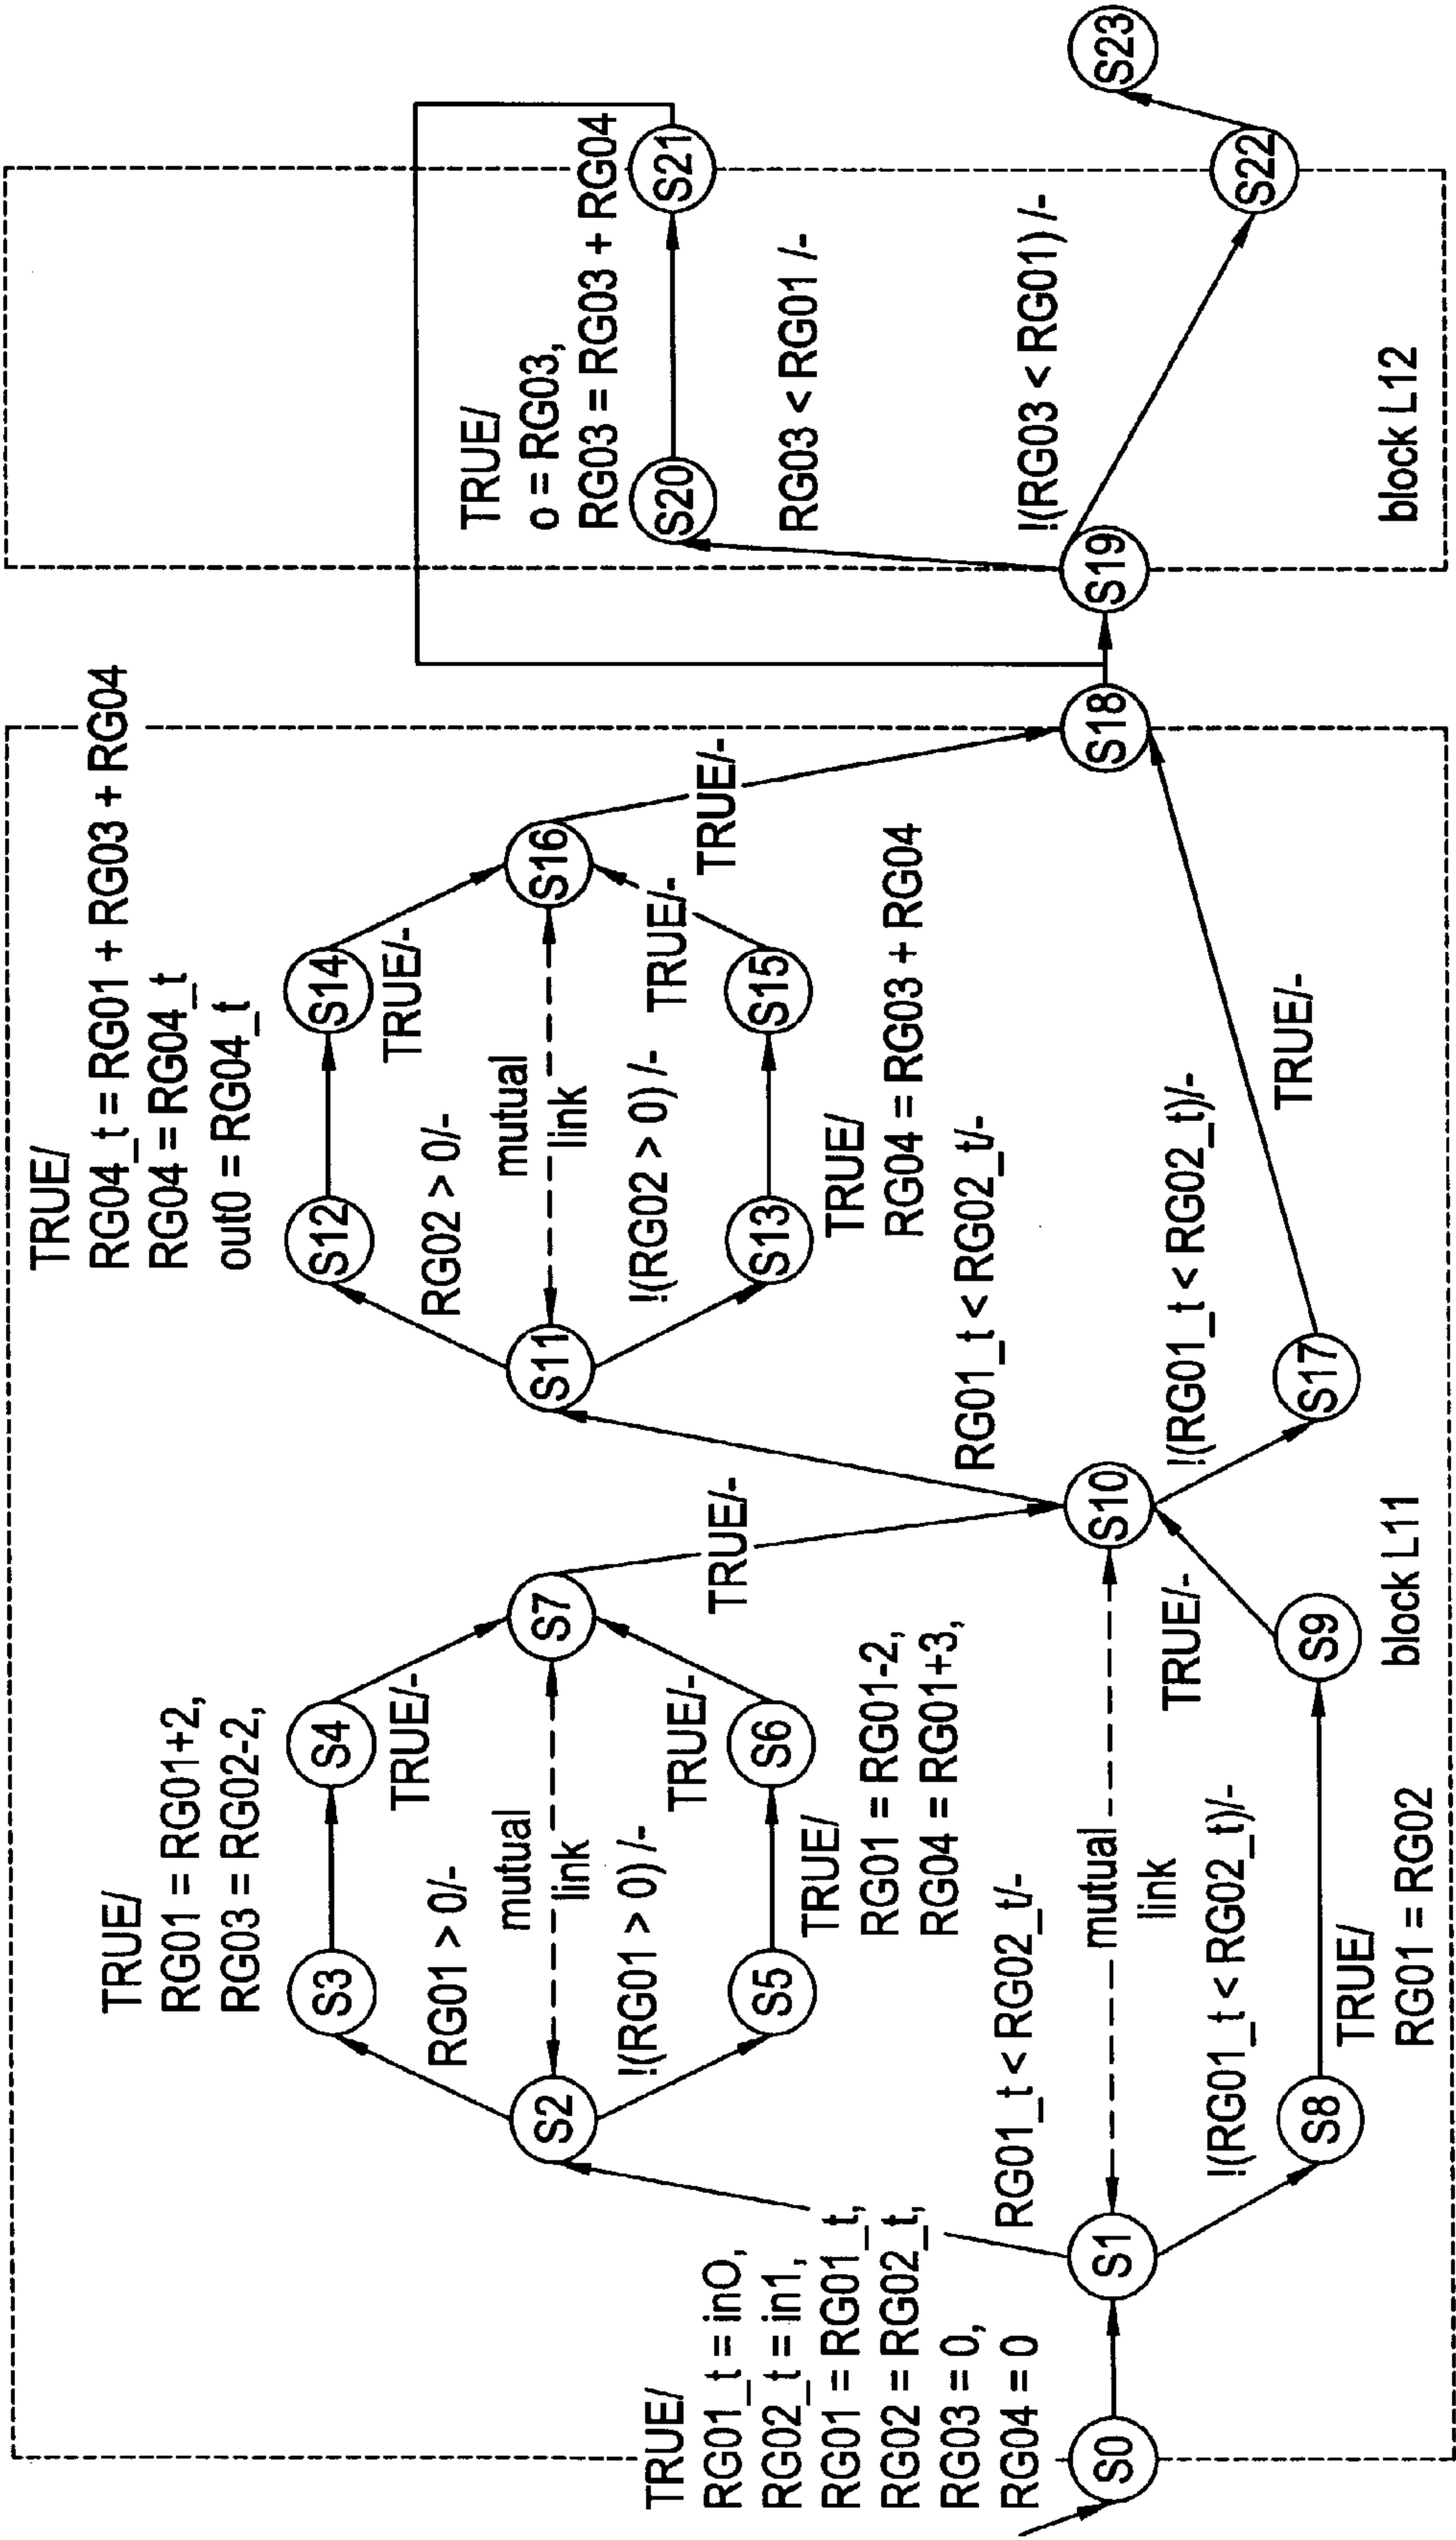 TRUE/
RG01_t = in0,
RG02_t = in1,
RG01 = RG01_t,
RG02 = RG02_t,
RG03 = 0,
RG04 = 0
S0
S1
RG01_t < RG02_t/-
!(RG01_t < RG02_t)/-
mutual
link
S2
RG01 > 0/-
!(RG01 > 0) /-
mutual
link
TRUE/
RG01 = RG01+2,
RG03 = RG02-2,
S3
S4
TRUE/-
S5
S6
TRUE/-
TRUE/
RG01 = RG01-2,
RG04 = RG01+3,
S7
TRUE/-
S8
S9
TRUE/
RG01 = RG02
TRUE/-
block L11
S10
RG01_t < RG02_t/-
!(RG01_t < RG02_t)/-
S11
RG02 > 0/-
!(RG02 > 0) /-
mutual
link
TRUE/
RG04_t = RG01 + RG03 + RG04
RG04 = RG04_t
out0 = RG04_t
S12
S14
TRUE/-
S13
S15
TRUE/-
TRUE/
RG04 = RG03 + RG04
S16
TRUE/-
S17
TRUE/-
S18
S19
RG03 < RG01 /-
!(RG03 < RG01) /-
TRUE/
o = RG03,
RG03 = RG03 + RG04
S20
S21
S22
S23
block L12